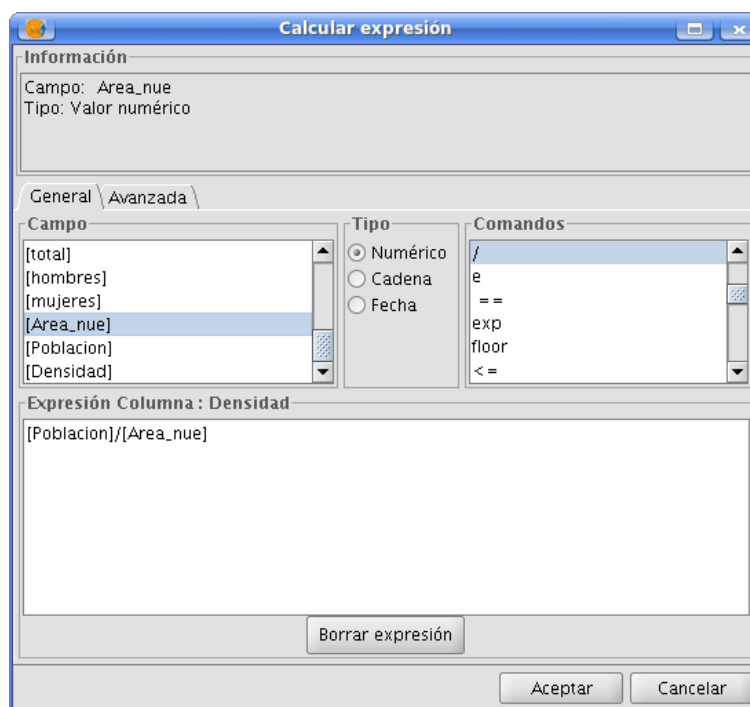 Calcular expresión
Información
Campo: Area_nue
Tipo: Valor numérico
General
Avanzada
Campo
[total]
[hombres]
[mujeres]
[Area_nue]
[Poblacion]
[Densidad]
Tipo
Numérico
Cadena
Fecha
Comandos
/
e
==
exp
floor
<=
Expresión Columna : Densidad
[Poblacion]/[Area_nue]
Borrar expresión
Aceptar
Cancelar